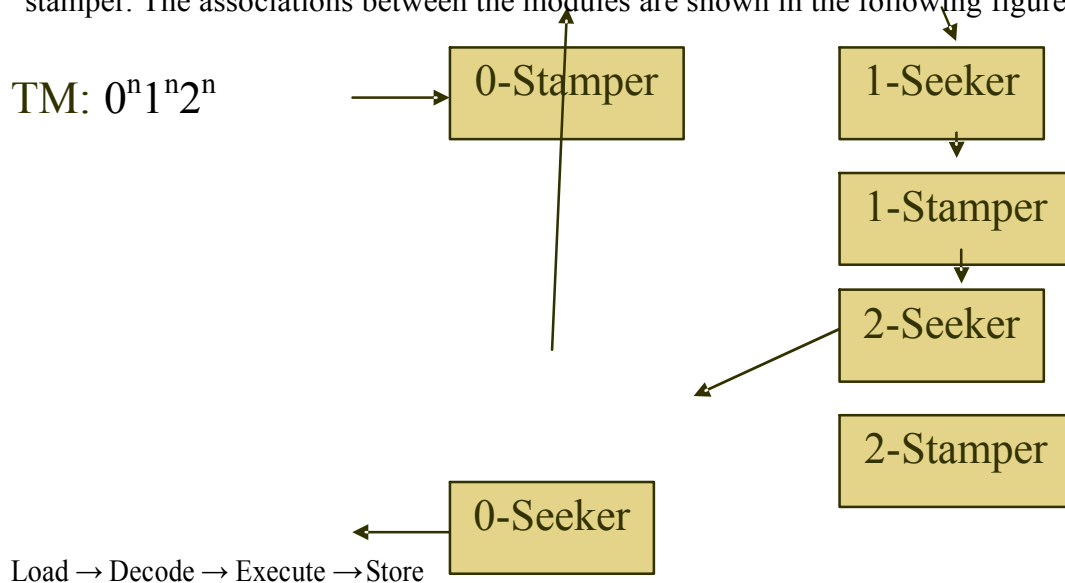 stamper. The associations between the modules are shown in the following figure
TM: 0ⁿ1ⁿ2ⁿ
0-Stamper
1-Seeker
1-Stamper
2-Seeker
2-Stamper
0-Seeker
Load → Decode → Execute → Store